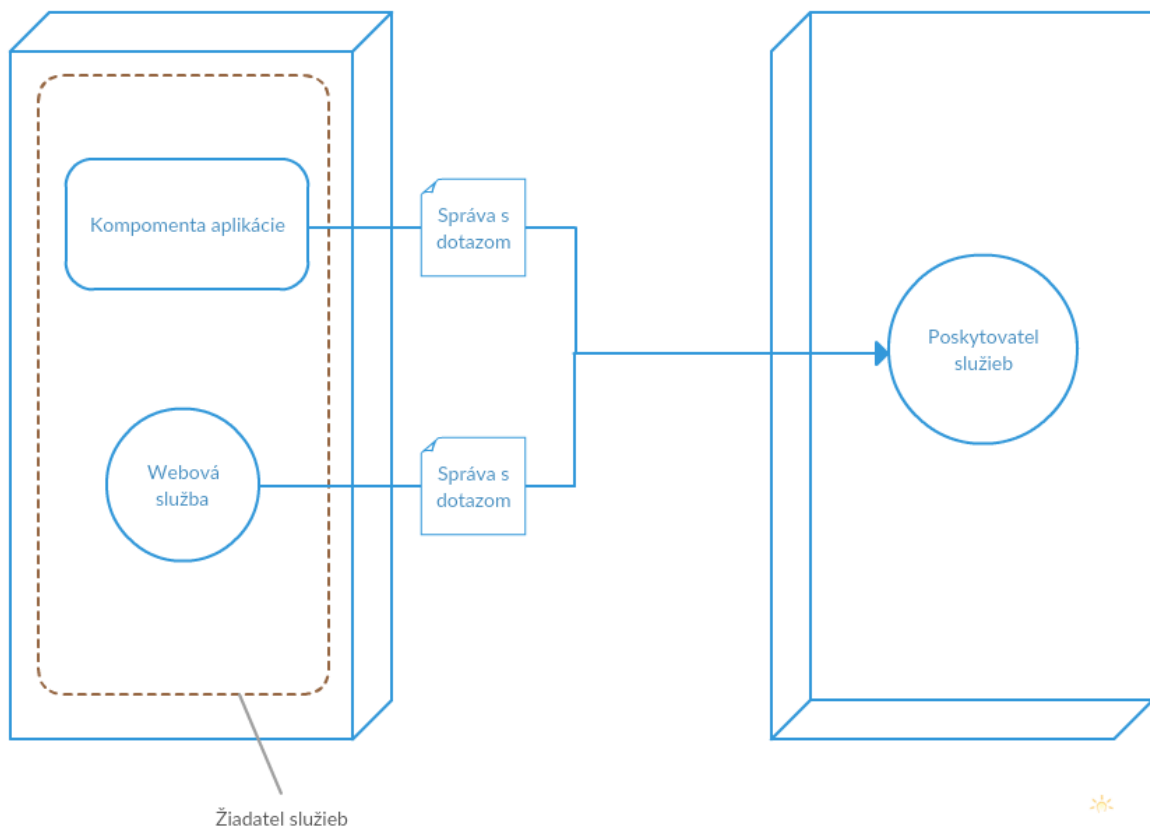 Kompomenta aplikácie
Správa s
dotazom
Poskytovatel
služieb
Webová
služba
Správa s
dotazom
Žiadatel služieb